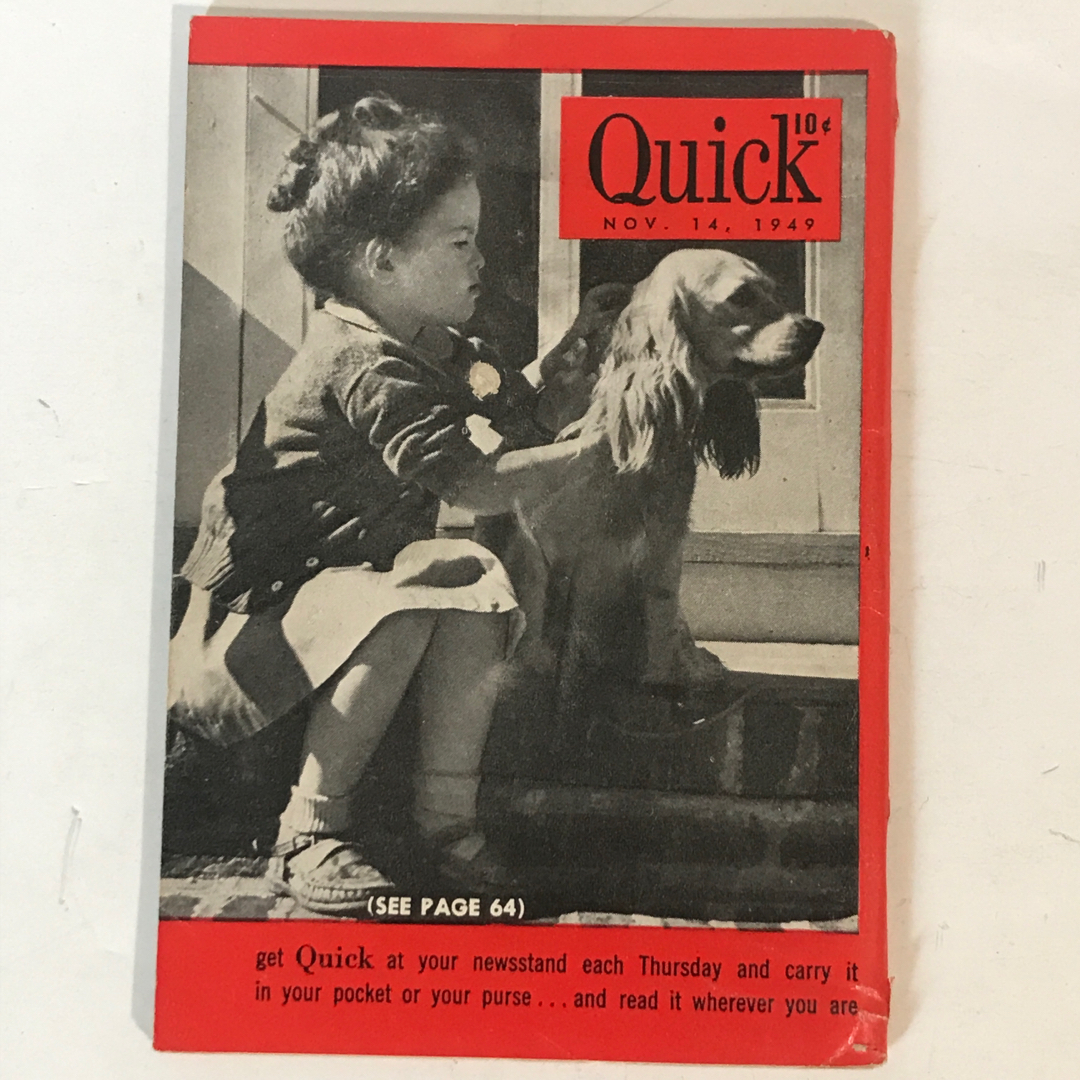 10¢
Quick
NOV. 14, 1949
(SEE PAGE 64)
get Quick at your newsstand each Thursday and carry it
in your pocket or your purse...and read it wherever you are